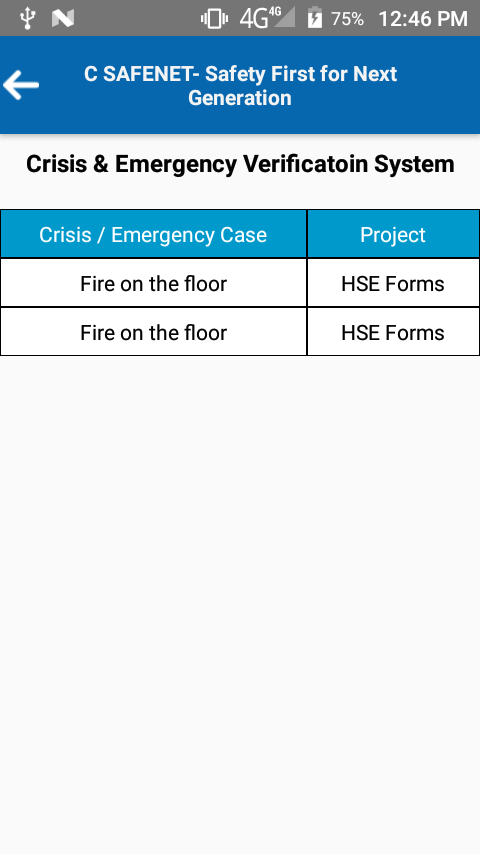 4G 4G 75% 12:46 PM
C SAFENET- Safety First for Next
Generation
Crisis & Emergency Verificatoin System
Crisis / Emergency Case Project
Fire on the floor HSE Forms
Fire on the floor HSE Forms